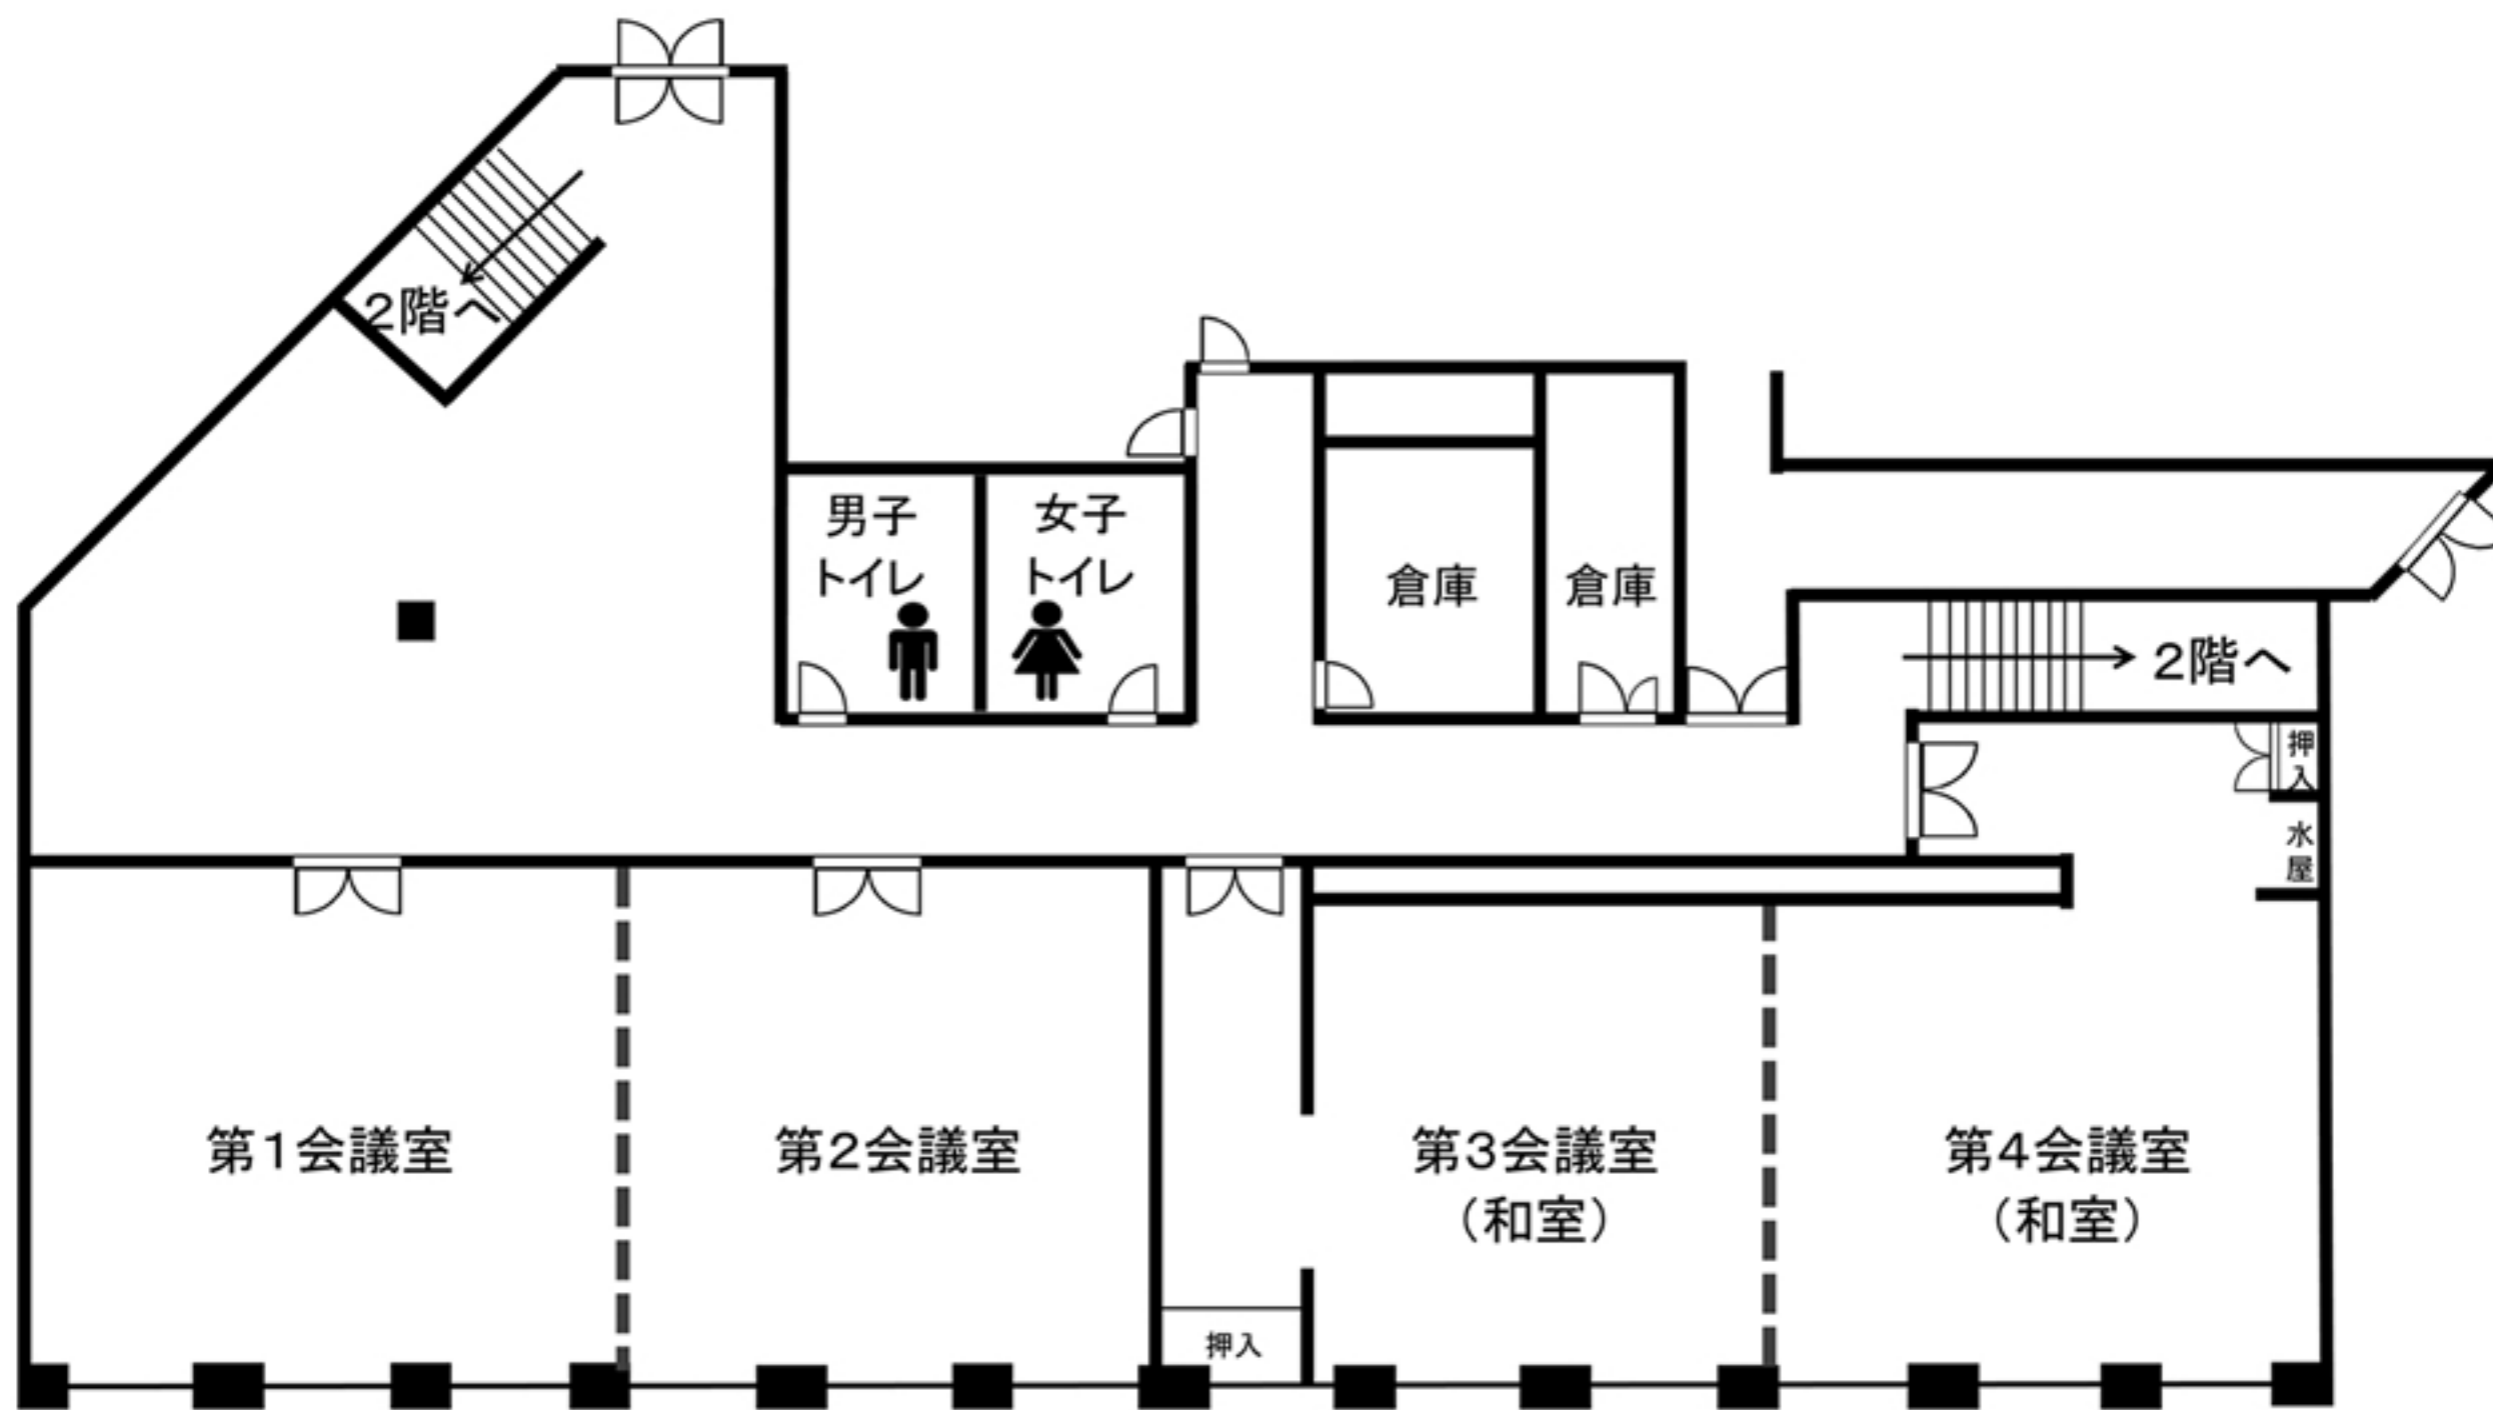 2階へ
男子
トイレ
女子
トイレ
倉庫
倉庫
2階へ
押入
水屋
第1会議室
第2会議室
第3会議室
(和室)
第4会議室
(和室)
押入